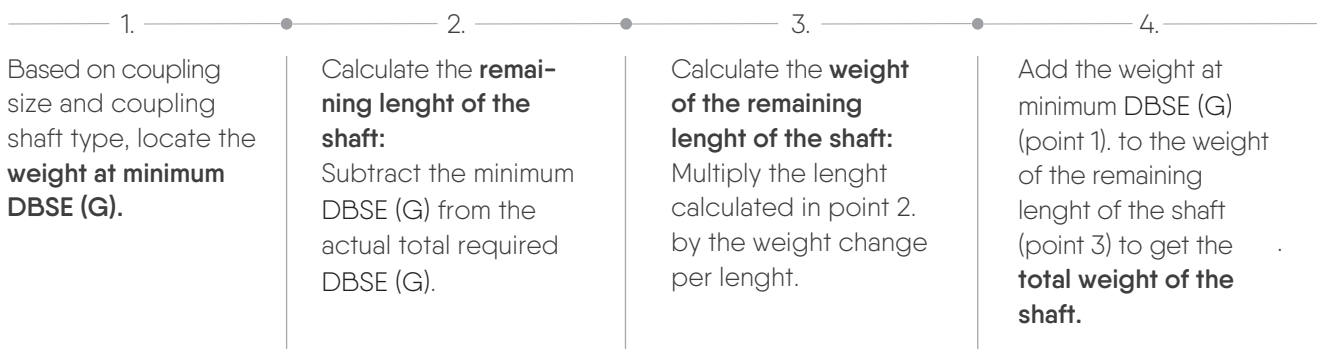 1.
Based on coupling
size and coupling
shaft type, locate the
weight at minimum
DBSE (G).
2.
Calculate the remai-
ning lenght of the
shaft:
Subtract the minimum
DBSE (G) from the
actual total required
DBSE (G).
3.
Calculate the weight
of the remaining
lenght of the shaft:
Multiply the lenght
calculated in point 2.
by the weight change
per lenght.
4.
Add the weight at
minimum DBSE (G)
(point 1). to the weight
of the remaining
lenght of the shaft
(point 3) to get the .
total weight of the
shaft.